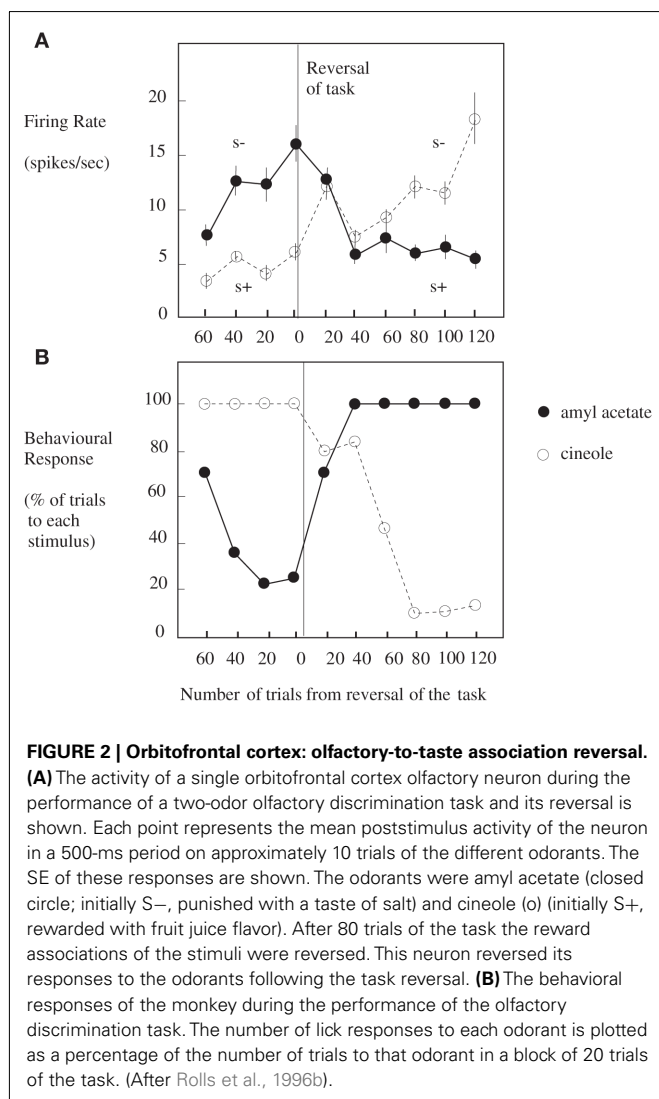 A
Reversal
of task
Firing Rate
(spikes/sec)
20
15
10
5
0
s-
s-
s+
s+
60 40 20 0 20 40 60 80 100 120
B
Behavioural
Response
(% of trials
to each
stimulus)
100
80
60
40
20
0
amyl acetate
cineole
60 40 20 0 20 40 60 80 100 120
Number of trials from reversal of the task
FIGURE 2 | Orbitofrontal cortex: olfactory-to-taste association reversal.
(A) The activity of a single orbitofrontal cortex olfactory neuron during the
performance of a two-odor olfactory discrimination task and its reversal is
shown. Each point represents the mean poststimulus activity of the neuron
in a 500-ms period on approximately 10 trials of the different odorants. The
SE of these responses are shown. The odorants were amyl acetate (closed
circle; initially S−, punished with a taste of salt) and cineole (o) (initially S+,
rewarded with fruit juice flavor). After 80 trials of the task the reward
associations of the stimuli were reversed. This neuron reversed its
responses to the odorants following the task reversal. (B) The behavioral
responses of the monkey during the performance of the olfactory
discrimination task. The number of lick responses to each odorant is plotted
as a percentage of the number of trials to that odorant in a block of 20 trials
of the task. (After Rolls et al., 1996b).